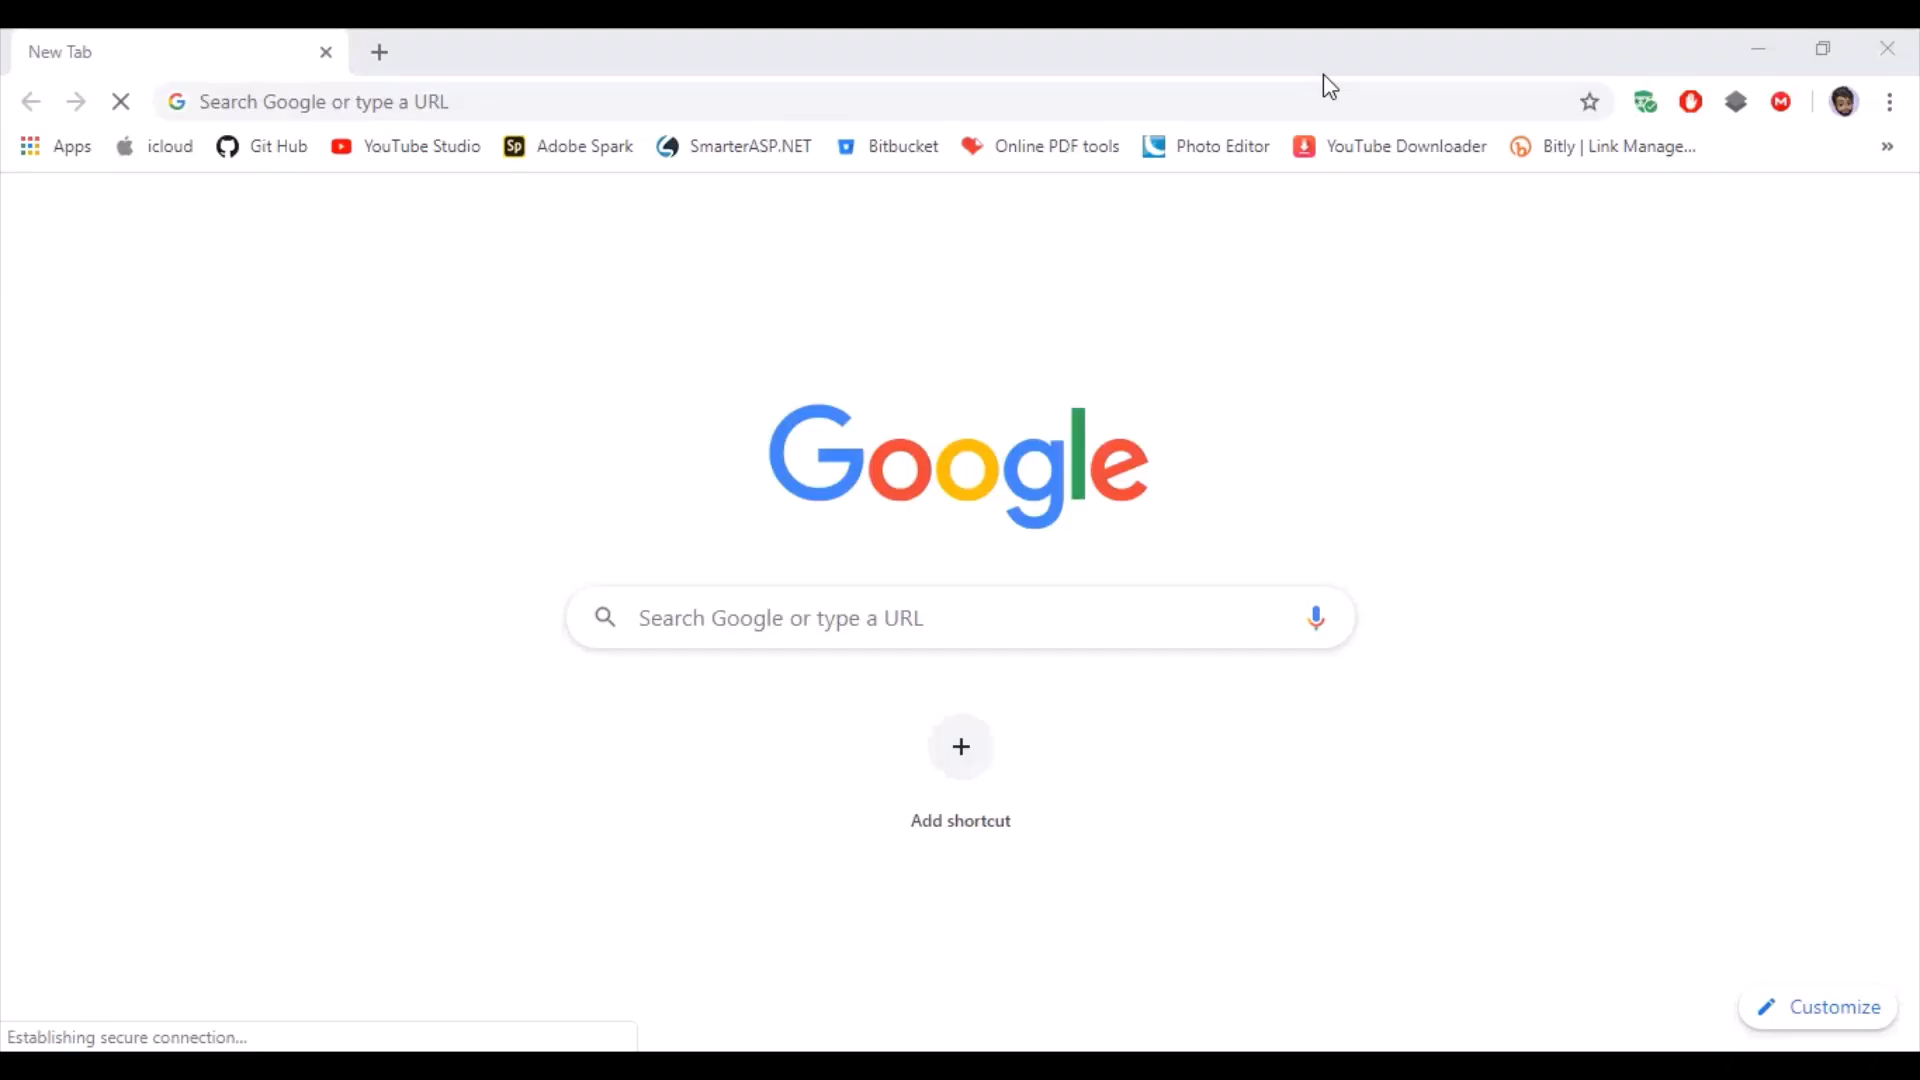 New Tab
Search Google or type a URL
Apps icloud Git Hub YouTube Studio Sp Adobe Spark SmarterASP.NET Bitbucket Online PDF tools Photo Editor YouTube Downloader Bitly | Link Manage... »
Google
Search Google or type a URL
Add shortcut
Customize
Establishing secure connection...